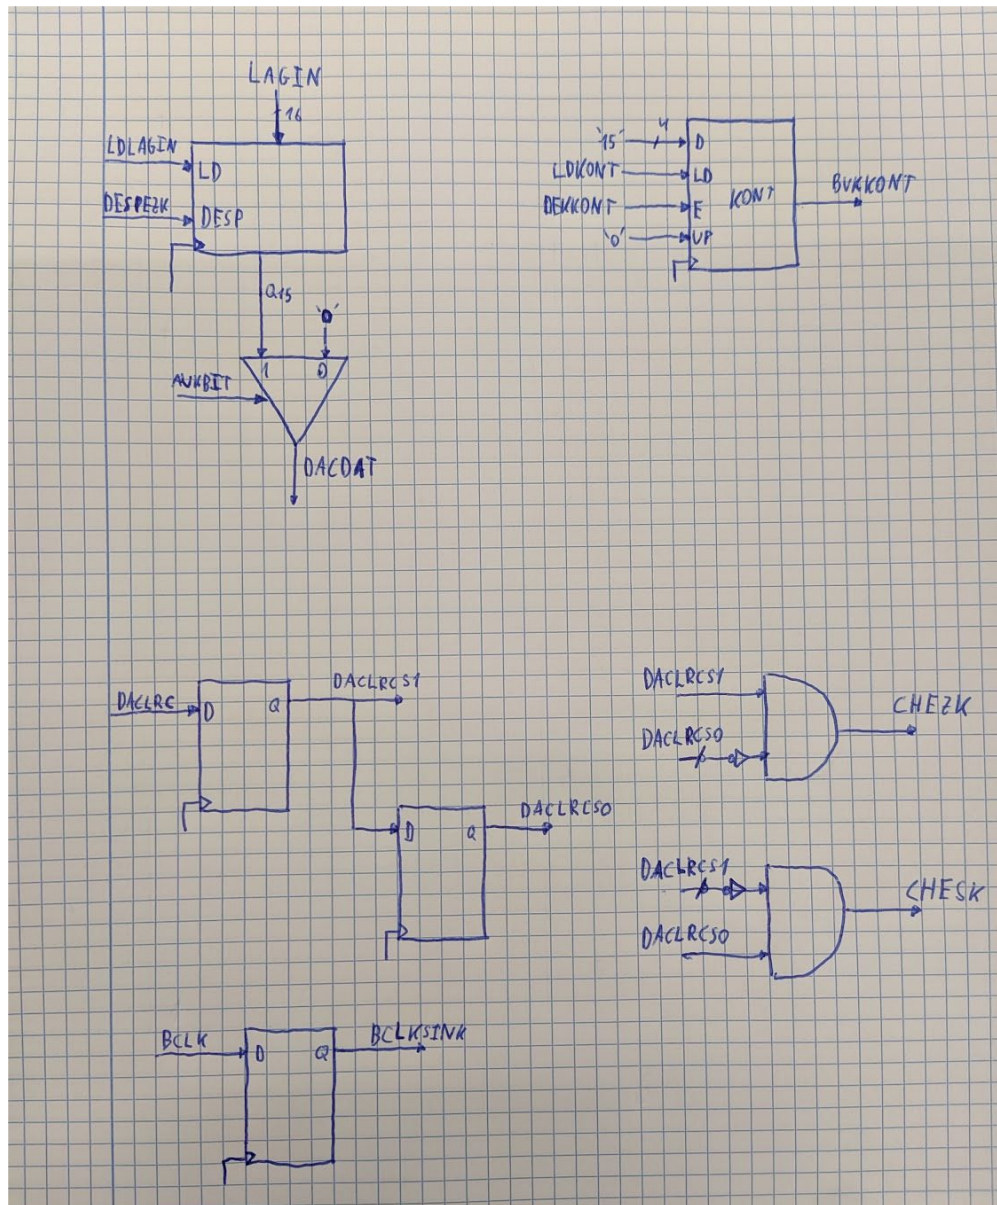 LAGIN
16
LDLAGIN
LD
DESPEZK
DESP
Q15
'0'
1 0
AUKBIT
DACDAT
'15' 4 D
LDKONT LD
KONT
DEKKONT E
'0' UP
BUKKONT
DACLRC D Q
DACLRCS1
D Q
DACLRCS0
DACLRCS1
DACLRCS0
CHEZK
DACLRCS1
DACLRCS0
CHESK
BCLK D Q
BCLKSINK